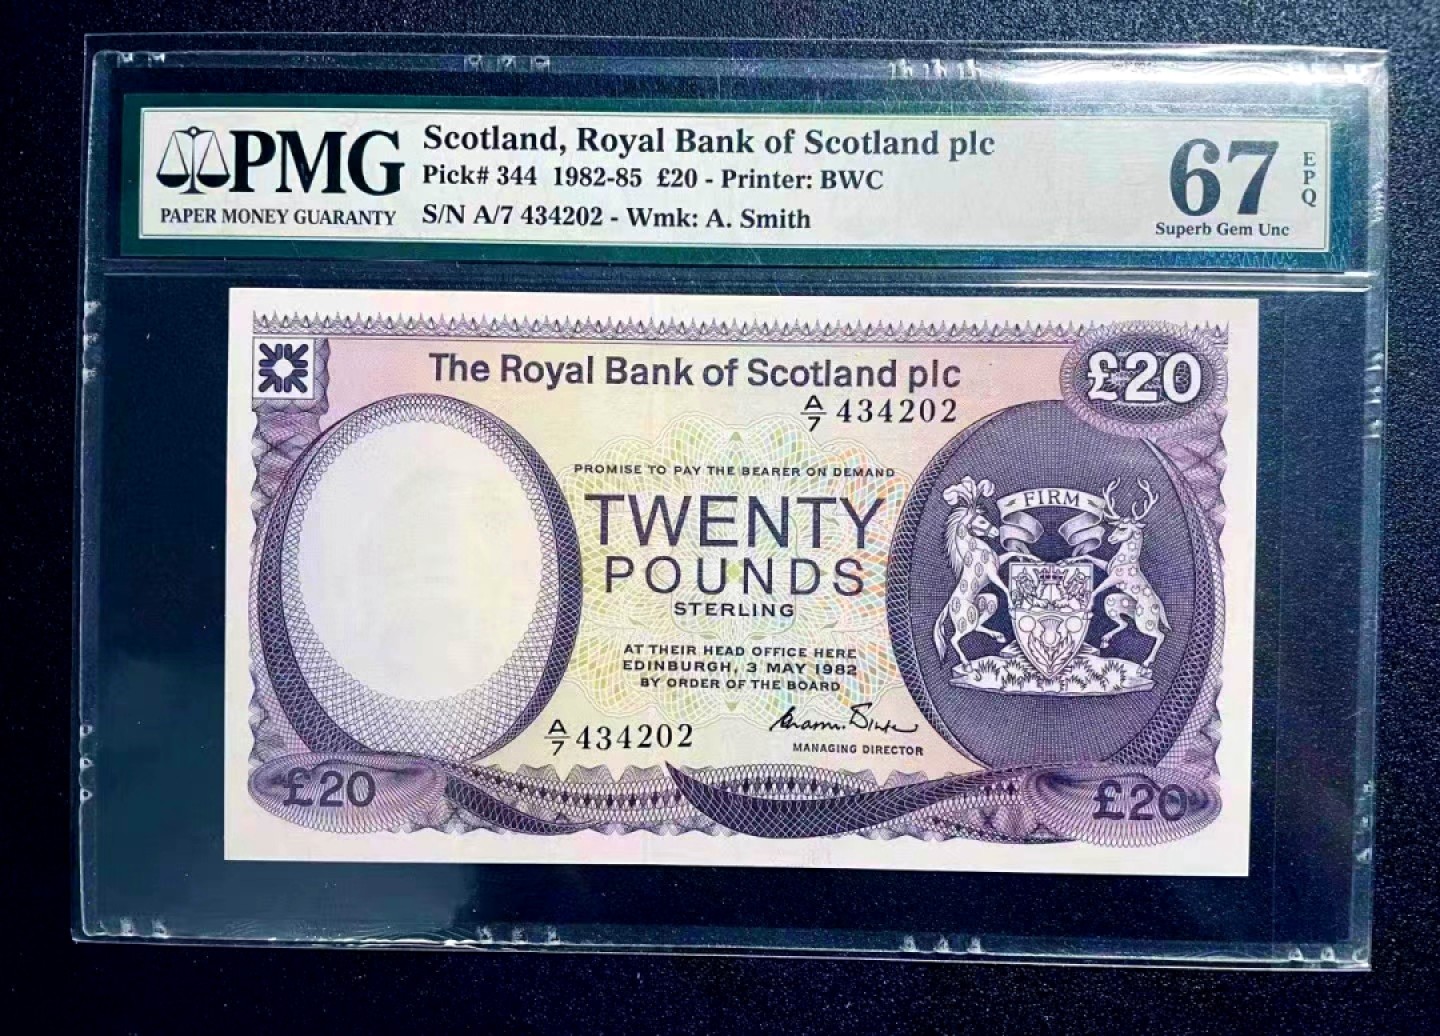 PMG
PAPER MONEY GUARANTY
Scotland, Royal Bank of Scotland plc
Pick# 344 1982-85 £20 - Printer: BWC
S/N A/7 434202 - Wmk: A. Smith
67
EPQ
Superb Gem Unc
The Royal Bank of Scotland plc
£20
A/7 434202
PROMISE TO PAY THE BEARER ON DEMAND
TWENTY
POUNDS
STERLING
FIRM
AT THEIR HEAD OFFICE HERE
EDINBURGH, 3 MAY 1982
BY ORDER OF THE BOARD
A/7 434202
MANAGING DIRECTOR
£20
£20